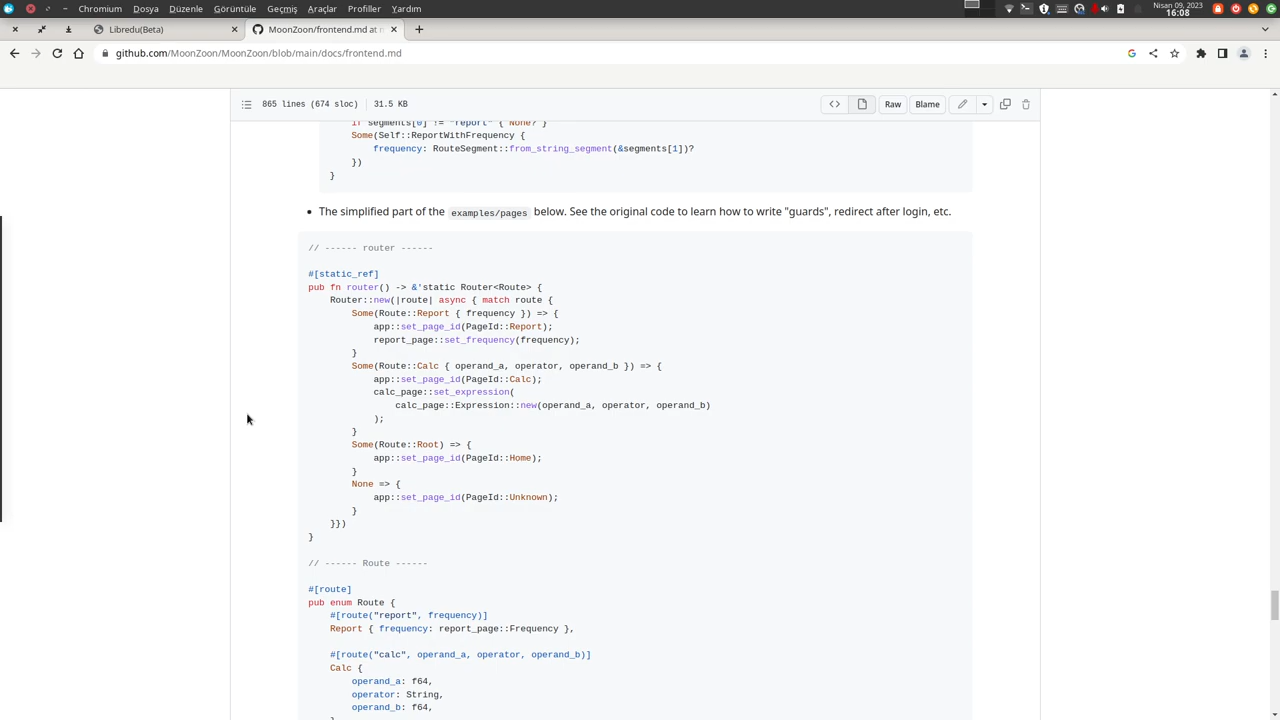 Chromium Dosya Düzenle Görüntüle Geçmiş Araçlar Profiller Yardım
Nisan 09, 2023
16:08
Libredu(Beta)
MoonZoon/frontend.md at m
github.com/MoonZoon/MoonZoon/blob/main/docs/frontend.md
865 lines (674 sloc) 31.5 KB
Raw Blame
if segments[0] != "report" { None? }
Some(Self::ReportWithFrequency {
frequency: RouteSegment::from_string_segment(&segments[1])?
})
}
• The simplified part of the examples/pages below. See the original code to learn how to write "guards", redirect after login, etc.
// ------ router ------
#[static_ref]
pub fn router() -> &'static Router<Route> {
Router::new(|route| async { match route {
Some(Route::Report { frequency }) => {
app::set_page_id(PageId::Report);
report_page::set_frequency(frequency);
}
Some(Route::Calc { operand_a, operator, operand_b }) => {
app::set_page_id(PageId::Calc);
calc_page::set_expression(
calc_page::Expression::new(operand_a, operator, operand_b)
);
}
Some(Route::Root) => {
app::set_page_id(PageId::Home);
}
None => {
app::set_page_id(PageId::Unknown);
}
}})
}
// ------ Route ------
#[route]
pub enum Route {
#[route("report", frequency)]
Report { frequency: report_page::Frequency },
#[route("calc", operand_a, operator, operand_b)]
Calc {
operand_a: f64,
operator: String,
operand_b: f64,